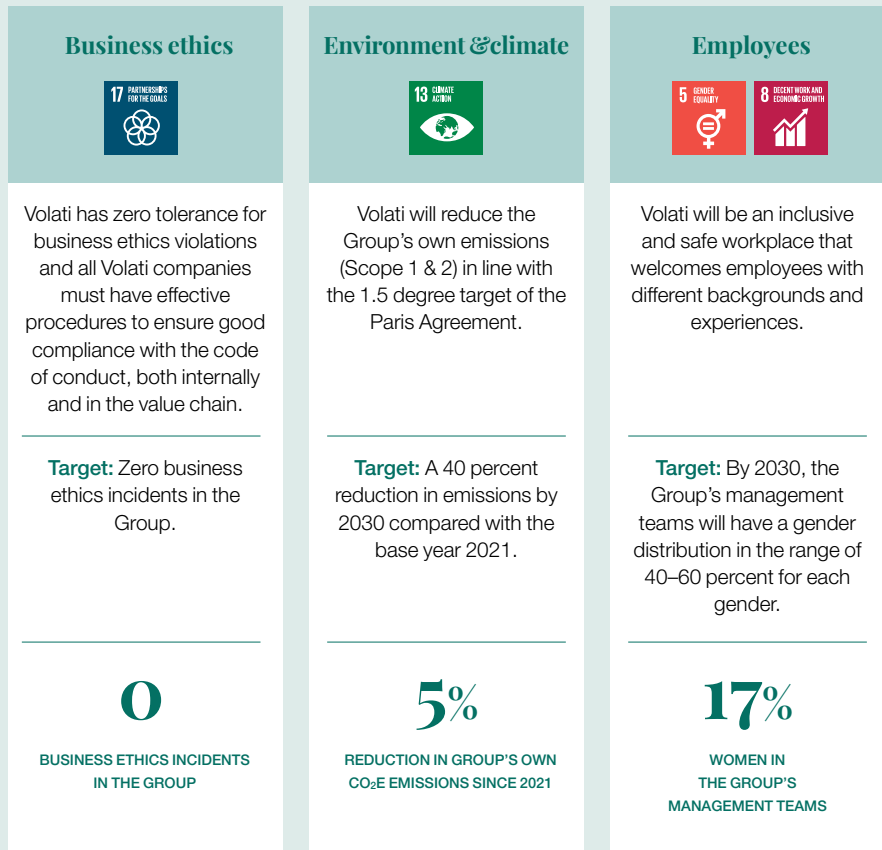 Business ethics
17 PARTNERSHIPS
FOR THE GOALS
Volati has zero tolerance for
business ethics violations
and all Volati companies
must have effective
procedures to ensure good
compliance with the code
of conduct, both internally
and in the value chain.
Target: Zero business
ethics incidents in the
Group.
0
BUSINESS ETHICS INCIDENTS
IN THE GROUP
Environment &climate
13 CLIMATE
ACTION
Volati will reduce the
Group's own emissions
(Scope 1 & 2) in line with
the 1.5 degree target of the
Paris Agreement.
Target: A 40 percent
reduction in emissions by
2030 compared with the
base year 2021.
5%
REDUCTION IN GROUP'S OWN
CO₂E EMISSIONS SINCE 2021
Employees
5 GENDER
EQUALITY
8 DECENT WORK AND
ECONOMIC GROWTH
Volati will be an inclusive
and safe workplace that
welcomes employees with
different backgrounds and
experiences.
Target: By 2030, the
Group's management
teams will have a gender
distribution in the range of
40–60 percent for each
gender.
17%
WOMEN IN
THE GROUP'S
MANAGEMENT TEAMS